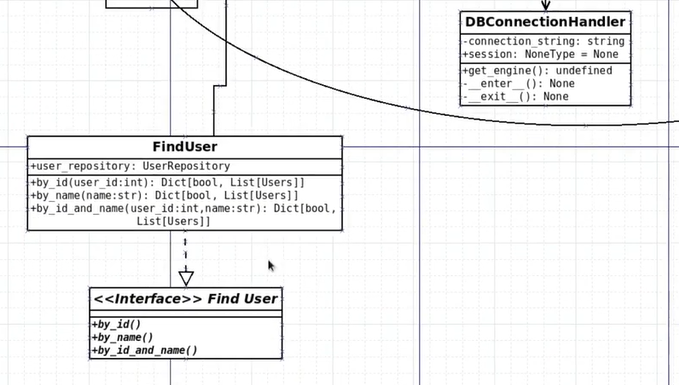 DBConnectionHandler
-connection_string: string
+session: NoneType = None
+get_engine(): undefined
-__enter__(): None
-__exit__(): None
FindUser
+user_repository: UserRepository
+by_id(user_id:int): Dict[bool, List[Users]]
+by_name(name:str): Dict[bool, List[Users]]
+by_id_and_name(user_id:int,name:str): Dict[bool,
List[Users]]
<<Interface>> Find User
+by_id()
+by_name()
+by_id_and_name()